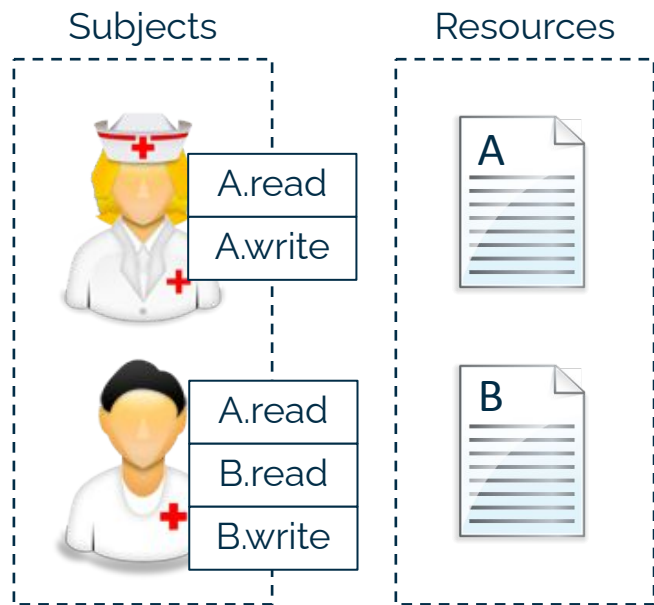 Subjects
Resources
A.read
A.write
A
A.read
B.read
B.write
B